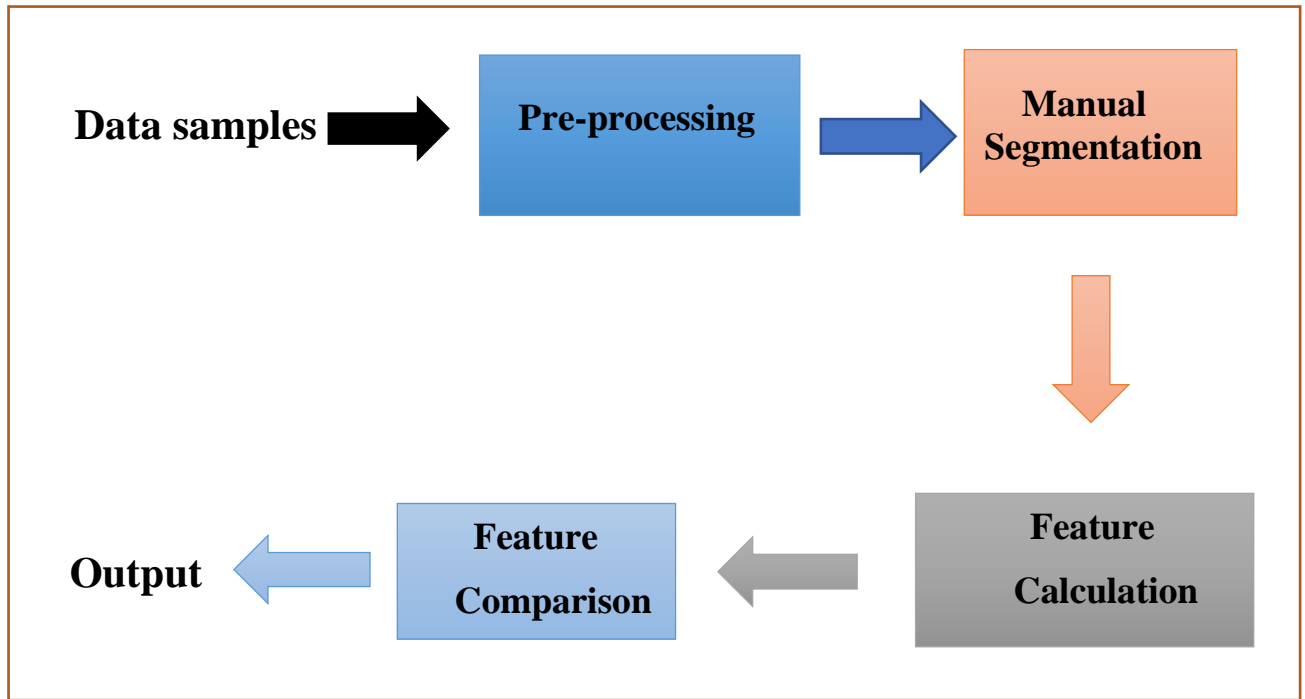 Data samples
Pre-processing
Manual
Segmentation
Feature
Calculation
Feature
Comparison
Output